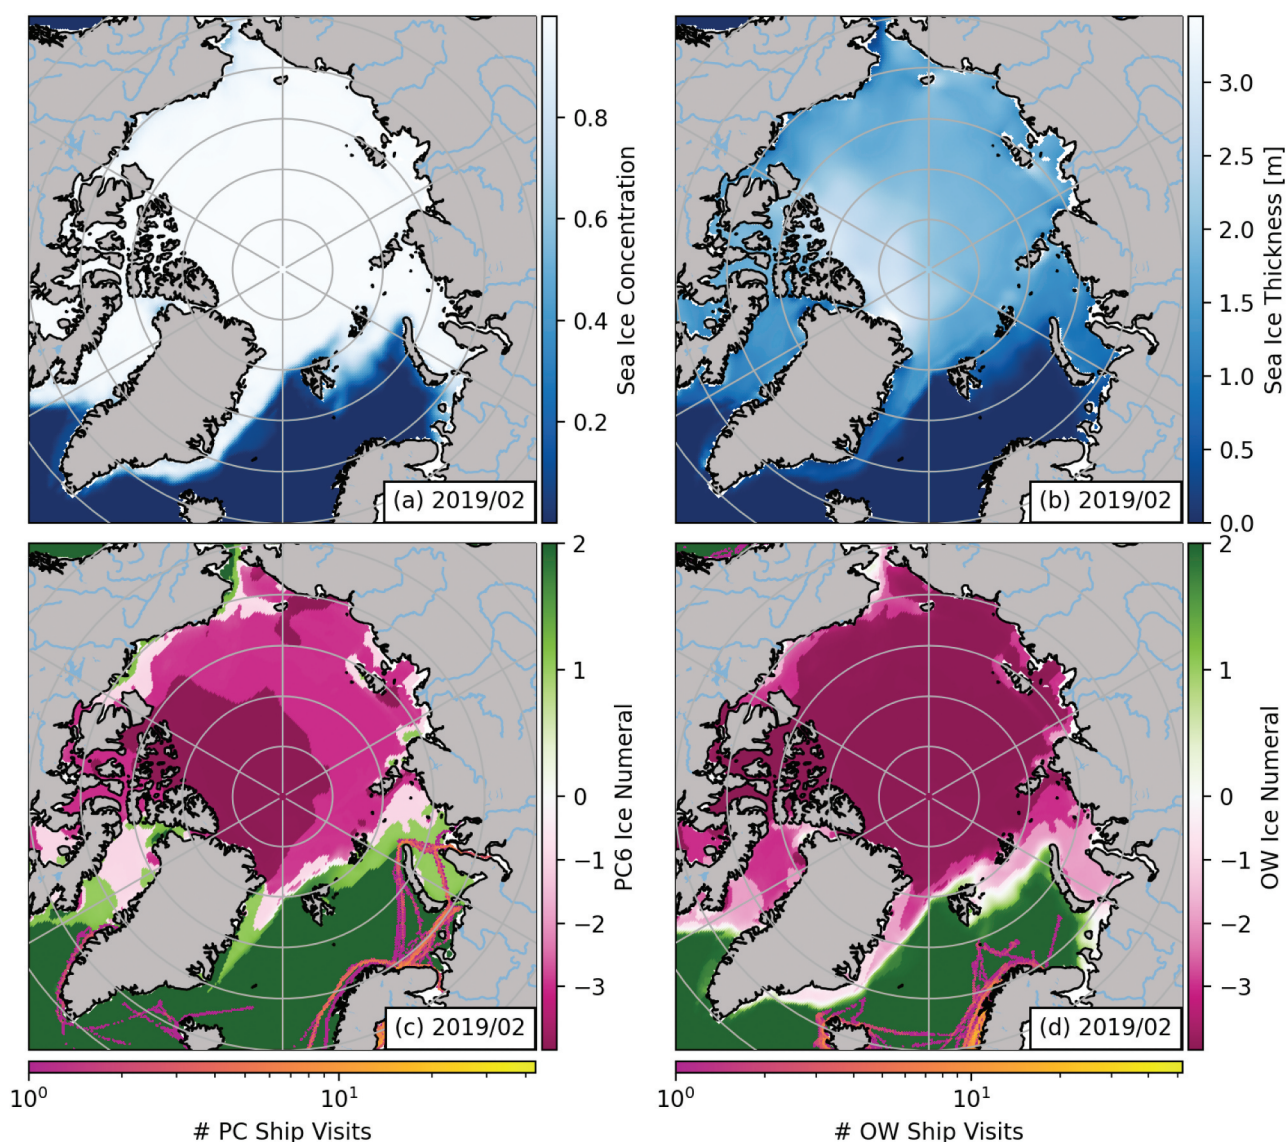 0.8
0.6
0.4
0.2
Sea Ice Concentration
(a) 2019/02
3.0
2.5
2.0
1.5
1.0
0.5
0.0
Sea Ice Thickness [m]
(b) 2019/02
2
1
0
−1
−2
−3
PC6 Ice Numeral
(c) 2019/02
10⁰ 10¹
# PC Ship Visits
2
1
0
−1
−2
−3
OW Ice Numeral
(d) 2019/02
10⁰ 10¹
# OW Ship Visits